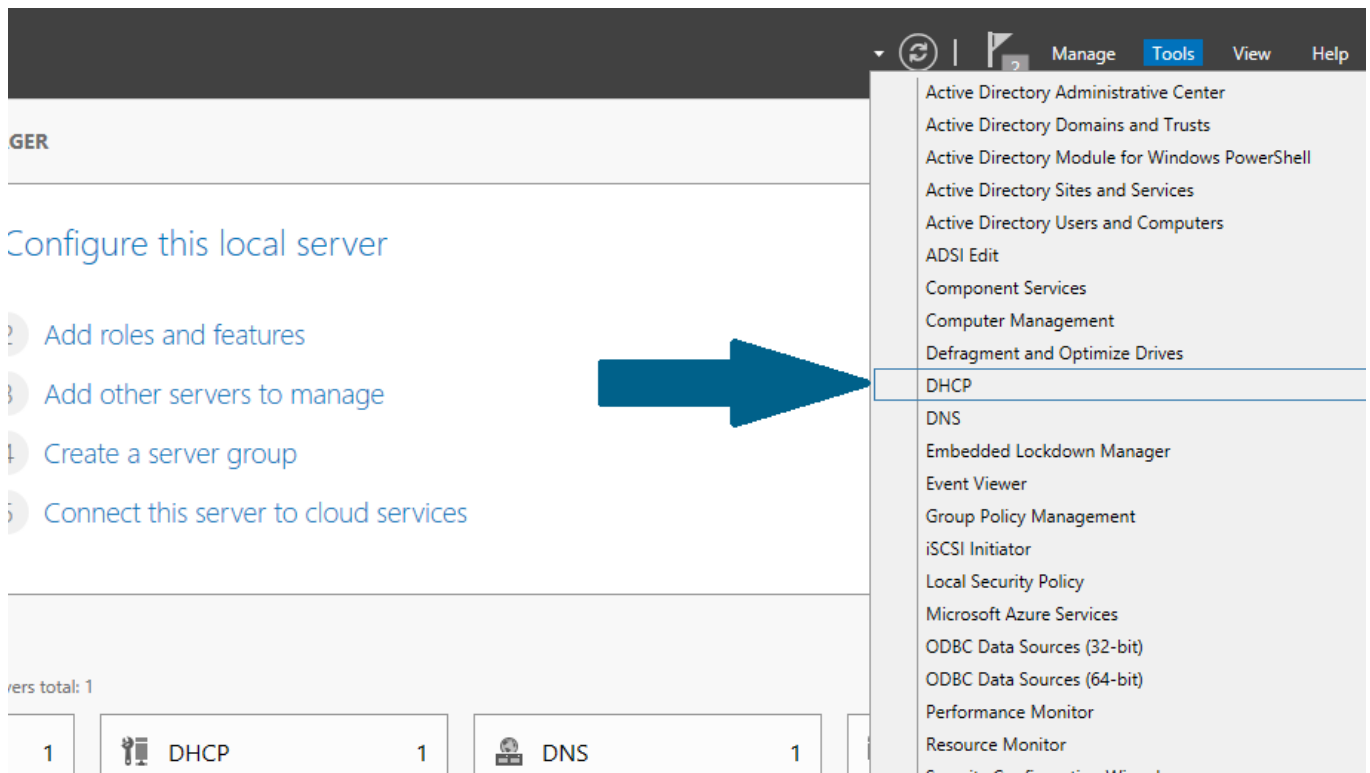 2
Manage
Tools
View
Help
GER
Configure this local server
2 Add roles and features
3 Add other servers to manage
4 Create a server group
5 Connect this server to cloud services
vers total: 1
1
DHCP 1
DNS 1
Active Directory Administrative Center
Active Directory Domains and Trusts
Active Directory Module for Windows PowerShell
Active Directory Sites and Services
Active Directory Users and Computers
ADSI Edit
Component Services
Computer Management
Defragment and Optimize Drives
DHCP
DNS
Embedded Lockdown Manager
Event Viewer
Group Policy Management
iSCSI Initiator
Local Security Policy
Microsoft Azure Services
ODBC Data Sources (32-bit)
ODBC Data Sources (64-bit)
Performance Monitor
Resource Monitor